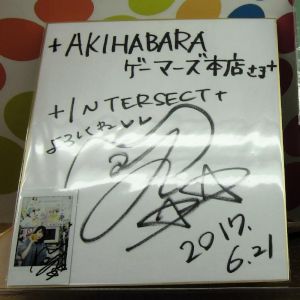 +AKIHABARA
ゲーマーズ本店さま+
+INTERSECT+
よろしくね♡♡
2017.
6.21